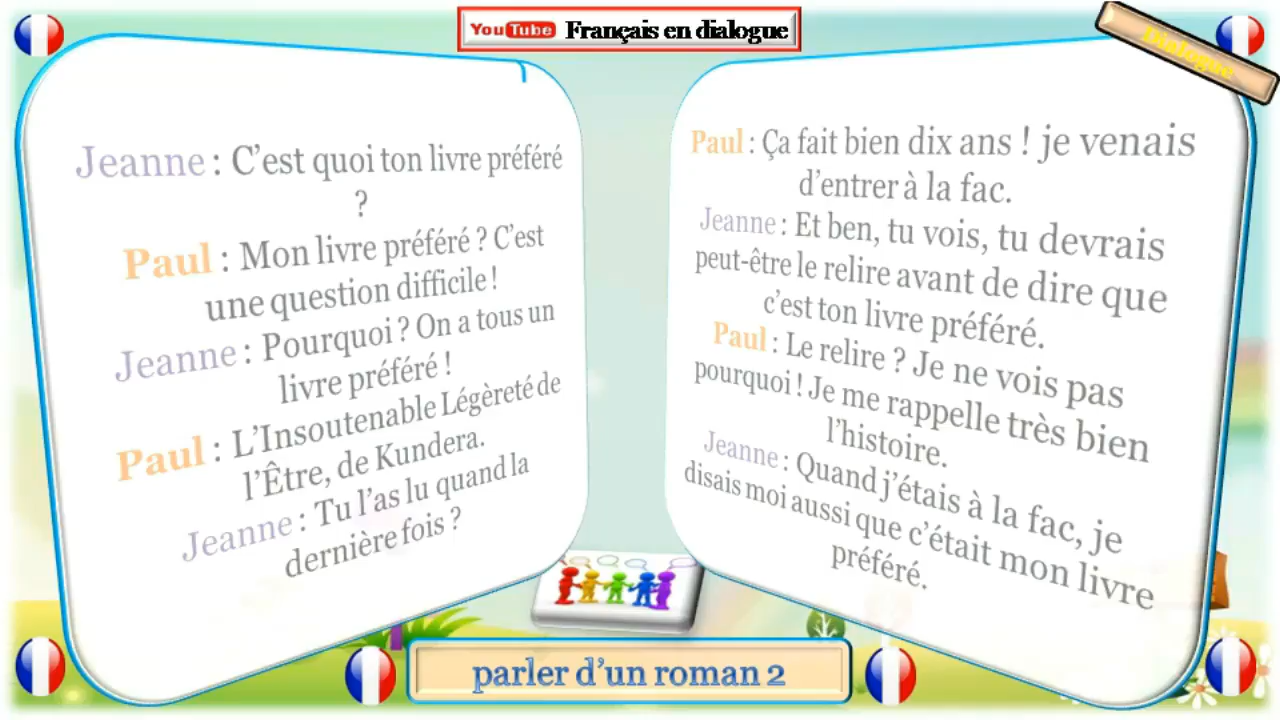 YouTube Français en dialogue
Dialogue
Jeanne : C’est quoi ton livre préféré
?
Paul : Mon livre préféré ? C’est
une question difficile !
Jeanne : Pourquoi ? On a tous un
livre préféré !
Paul : L’Insoutenable Légèreté de
l’Être, de Kundera.
Jeanne : Tu l’as lu quand la
dernière fois ?
Paul : Ça fait bien dix ans ! je venais
d’entrer à la fac.
Jeanne : Et ben, tu vois, tu devrais
peut-être le relire avant de dire que
c’est ton livre préféré.
Paul : Le relire ? Je ne vois pas
pourquoi ! Je me rappelle très bien
l’histoire.
Jeanne : Quand j’étais à la fac, je
disais moi aussi que c’était mon livre
préféré.
parler d’un roman 2